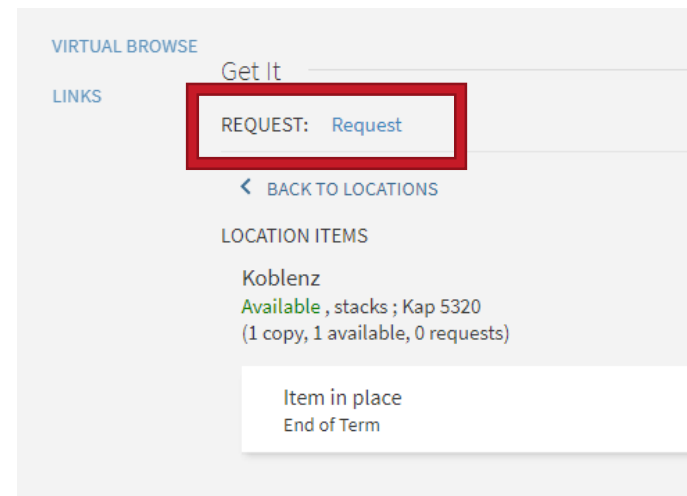 VIRTUAL BROWSE
LINKS
Get It
REQUEST: Request
BACK TO LOCATIONS
LOCATION ITEMS
Koblenz
Available , stacks ; Kap 5320
(1 copy, 1 available, 0 requests)
Item in place
End of Term